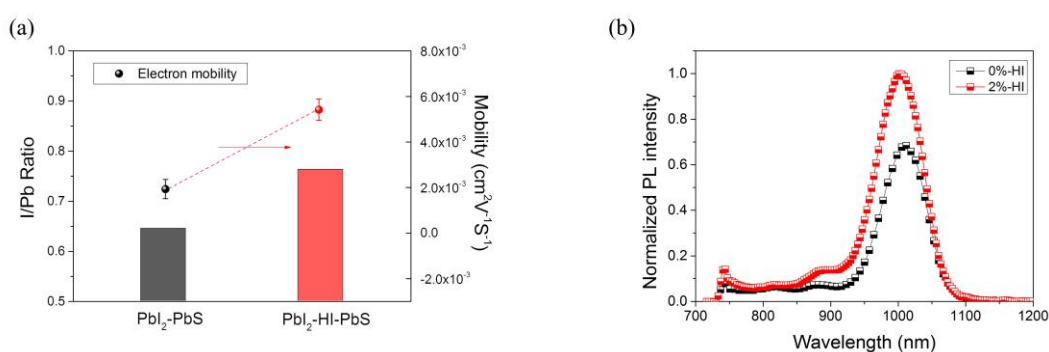 (a)
1.0
0.9
0.8
0.7
0.6
0.5
I/Pb Ratio
Electron mobility
8.0x10⁻³
6.0x10⁻³
4.0x10⁻³
2.0x10⁻³
0.0
-2.0x10⁻³
Mobility (cm²V⁻¹S⁻¹)
PbI₂-PbS
PbI₂-HI-PbS
(b)
1.0
0.8
0.6
0.4
0.2
0.0
Normalized PL intensity
0%-HI
2%-HI
700
800
900
1000
1100
1200
Wavelength (nm)